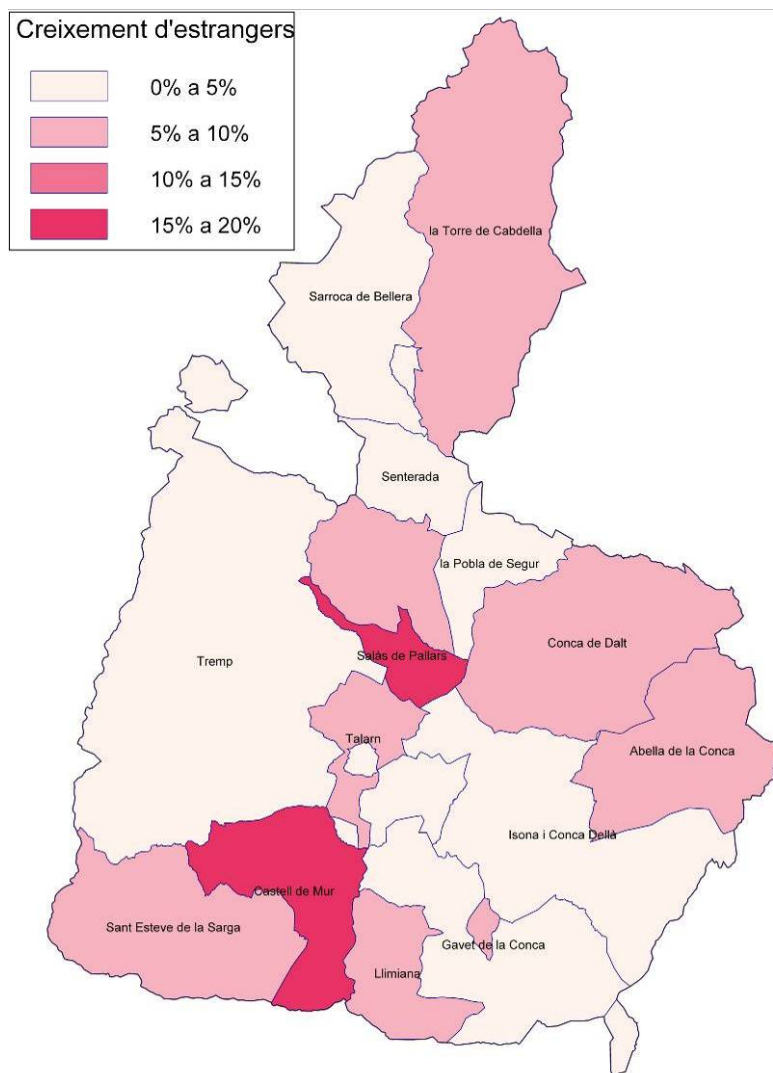 Creixement d'estrangers
0% a 5%
5% a 10%
10% a 15%
15% a 20%
la Torre de Cabdella
Sarroca de Bellera
Senterada
la Pobla de Segur
Conca de Dalt
Salàs de Pallars
Tremp
Talarn
Abella de la Conca
Isona i Conca Dellà
Castell de Mur
Sant Esteve de la Sarga
Gavet de la Conca
Llimiana